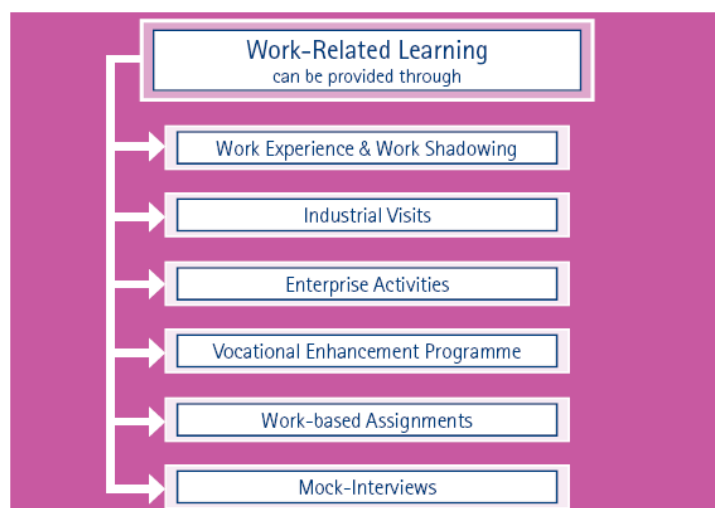 Work-Related Learning
can be provided through
Work Experience & Work Shadowing
Industrial Visits
Enterprise Activities
Vocational Enhancement Programme
Work-based Assignments
Mock-Interviews